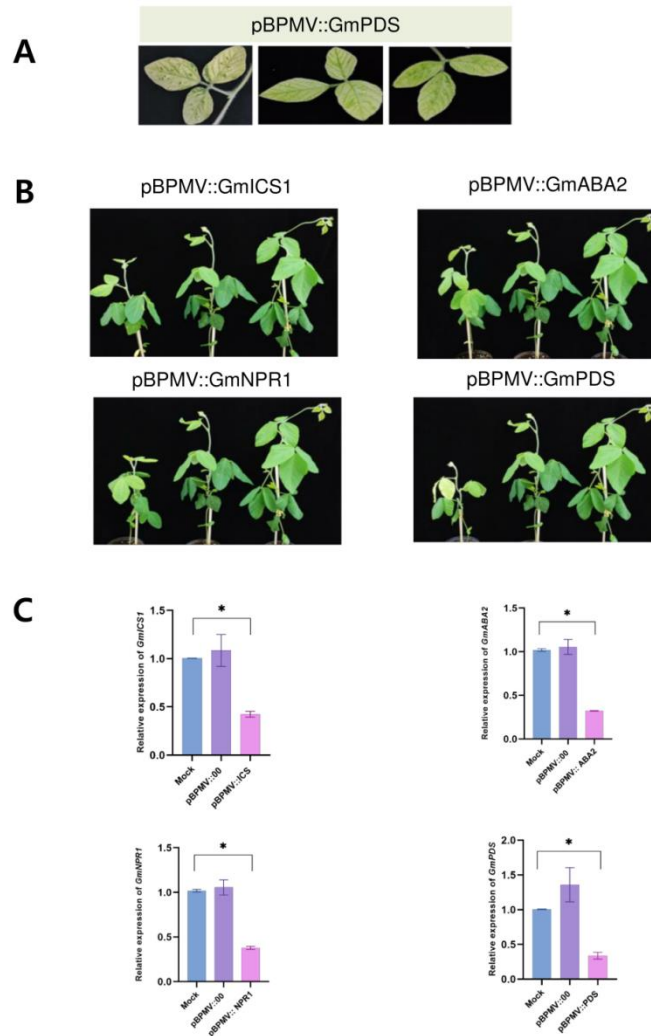 A
pBPMV::GmPDS
B
pBPMV::GmICS1
pBPMV::GmABA2
pBPMV::GmNPR1
pBPMV::GmPDS
C
Relative expression of GmICS1
1.5
1.0
0.5
0.0
*
Mock
pBPMV::00
pBPMV::ICS
Relative expression of GmABA2
1.5
1.0
0.5
0.0
*
Mock
pBPMV::00
pBPMV:: ABA2
Relative expression of GmNPR1
1.5
1.0
0.5
0.0
*
Mock
pBPMV::00
pBPMV:: NPR1
Relative expression of GmPDS
2.0
1.5
1.0
0.5
0.0
*
Mock
pBPMV::00
pBPMV::PDS